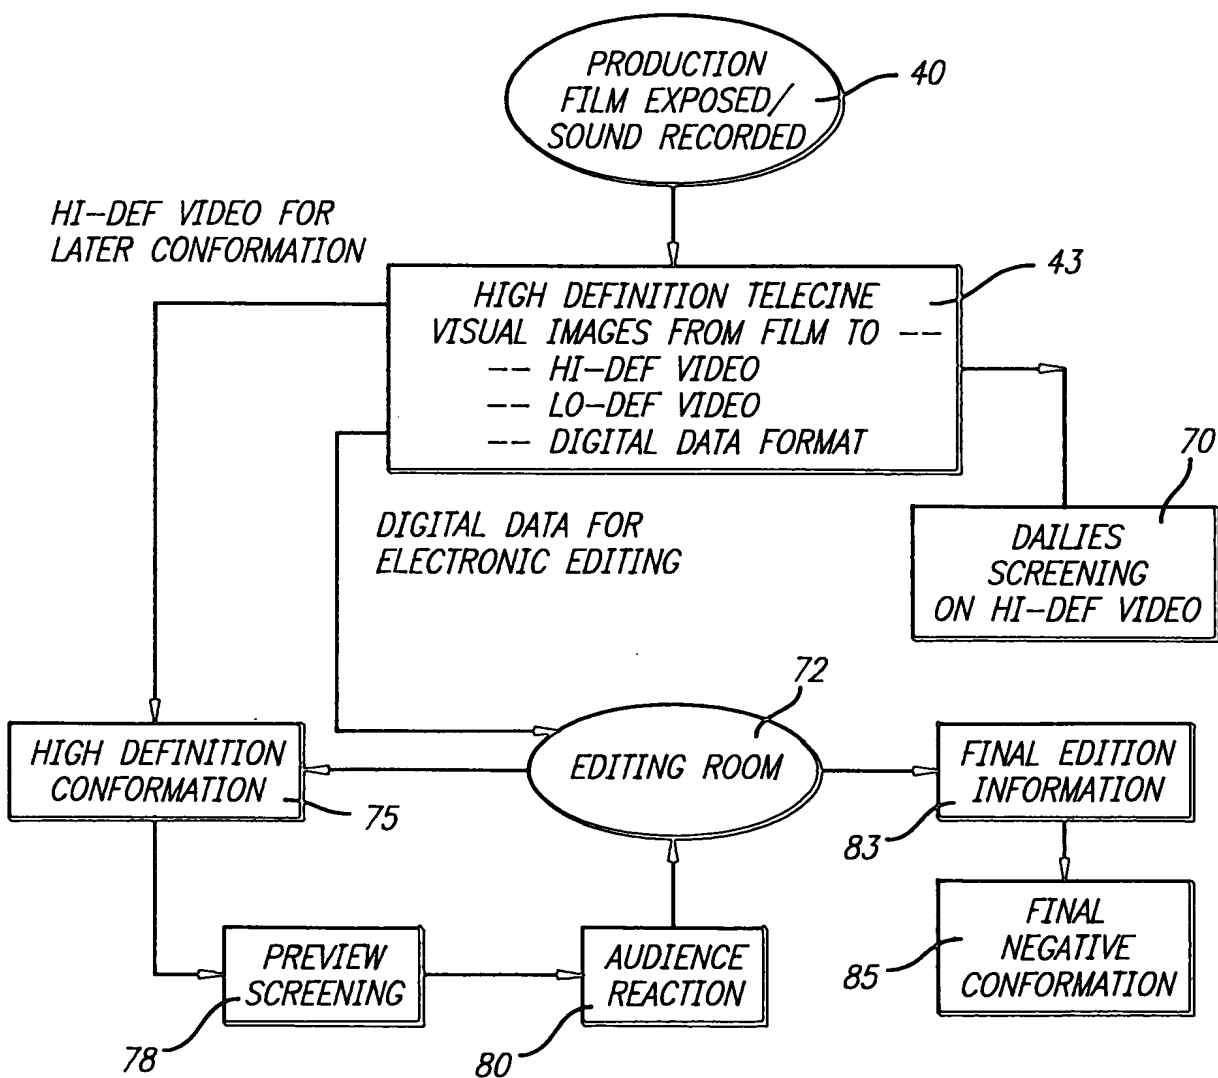 PRODUCTION
FILM EXPOSED/
SOUND RECORDED
40
HI-DEF VIDEO FOR
LATER CONFORMATION
43
HIGH DEFINITION TELECINE
VISUAL IMAGES FROM FILM TO --
-- HI-DEF VIDEO
-- LO-DEF VIDEO
-- DIGITAL DATA FORMAT
70
DAILIES
SCREENING
ON HI-DEF VIDEO
DIGITAL DATA FOR
ELECTRONIC EDITING
72
EDITING ROOM
HIGH DEFINITION
CONFORMATION
75
FINAL EDITION
INFORMATION
83
PREVIEW
SCREENING
78
AUDIENCE
REACTION
80
FINAL
NEGATIVE
CONFORMATION
85